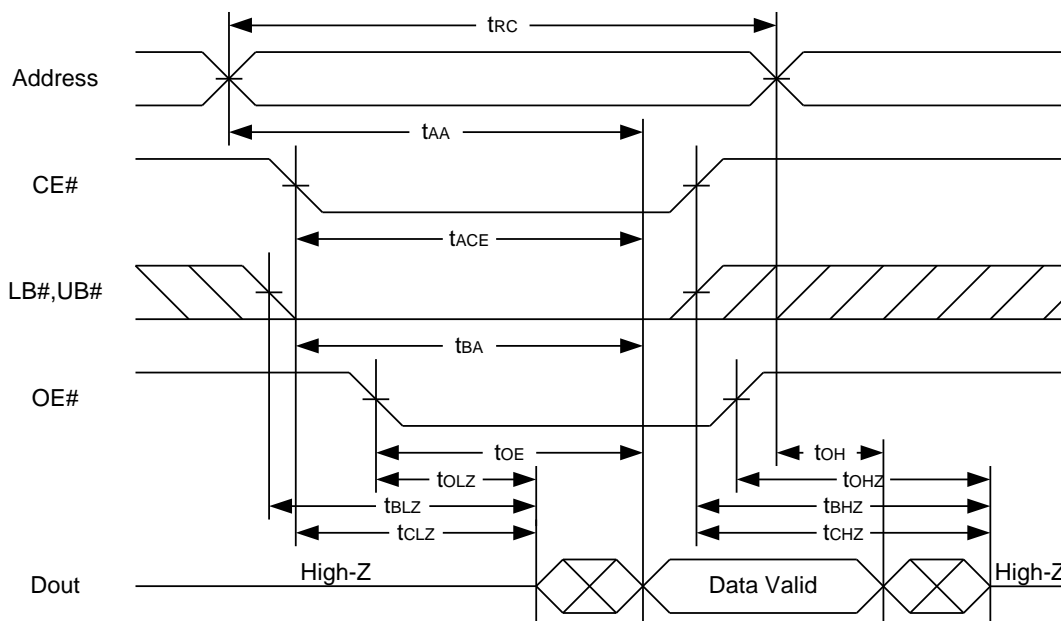 tRC
Address
tAA
CE#
tACE
LB#,UB#
tBA
OE#
tOE
tOH
tOLZ
tOHZ
tBLZ
tBHZ
tCLZ
tCHZ
Dout
High-Z
Data Valid
High-Z